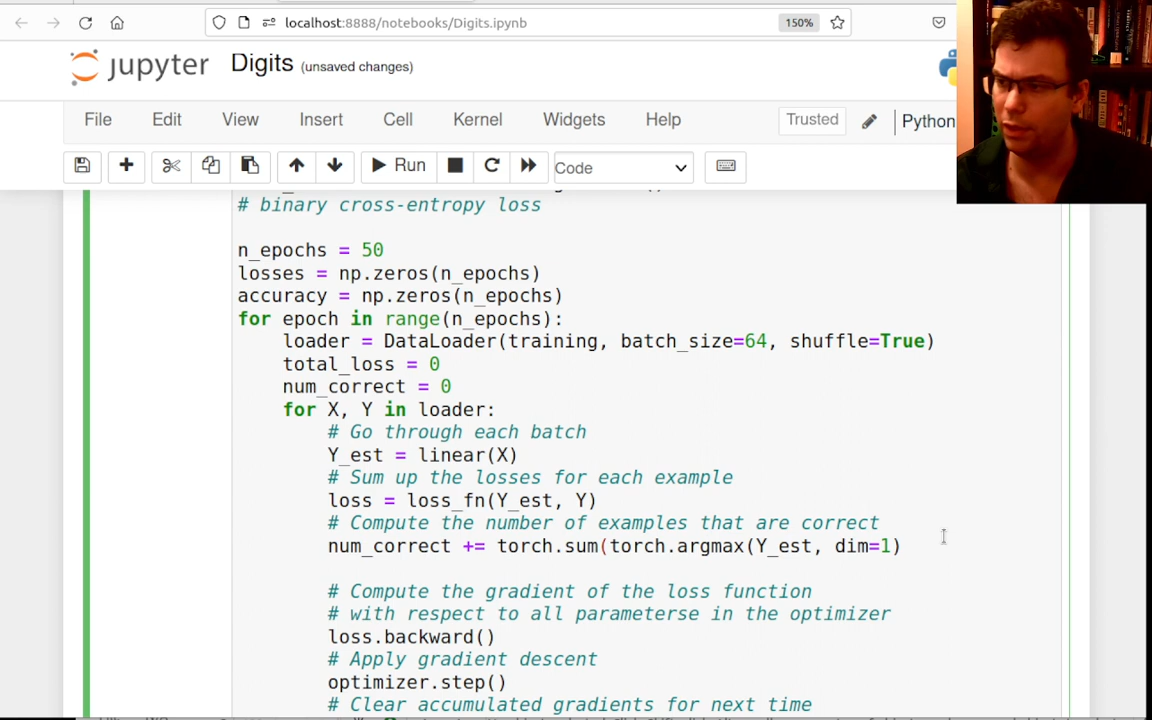 localhost:8888/notebooks/Digits.ipynb
150%
jupyter Digits (unsaved changes)
File Edit View Insert Cell Kernel Widgets Help Trusted Python
Run Code
# binary cross-entropy loss
n_epochs = 50
losses = np.zeros(n_epochs)
accuracy = np.zeros(n_epochs)
for epoch in range(n_epochs):
loader = DataLoader(training, batch_size=64, shuffle=True)
total_loss = 0
num_correct = 0
for X, Y in loader:
# Go through each batch
Y_est = linear(X)
# Sum up the losses for each example
loss = loss_fn(Y_est, Y)
# Compute the number of examples that are correct
num_correct += torch.sum(torch.argmax(Y_est, dim=1)
# Compute the gradient of the loss function
# with respect to all parameterse in the optimizer
loss.backward()
# Apply gradient descent
optimizer.step()
# Clear accumulated gradients for next time